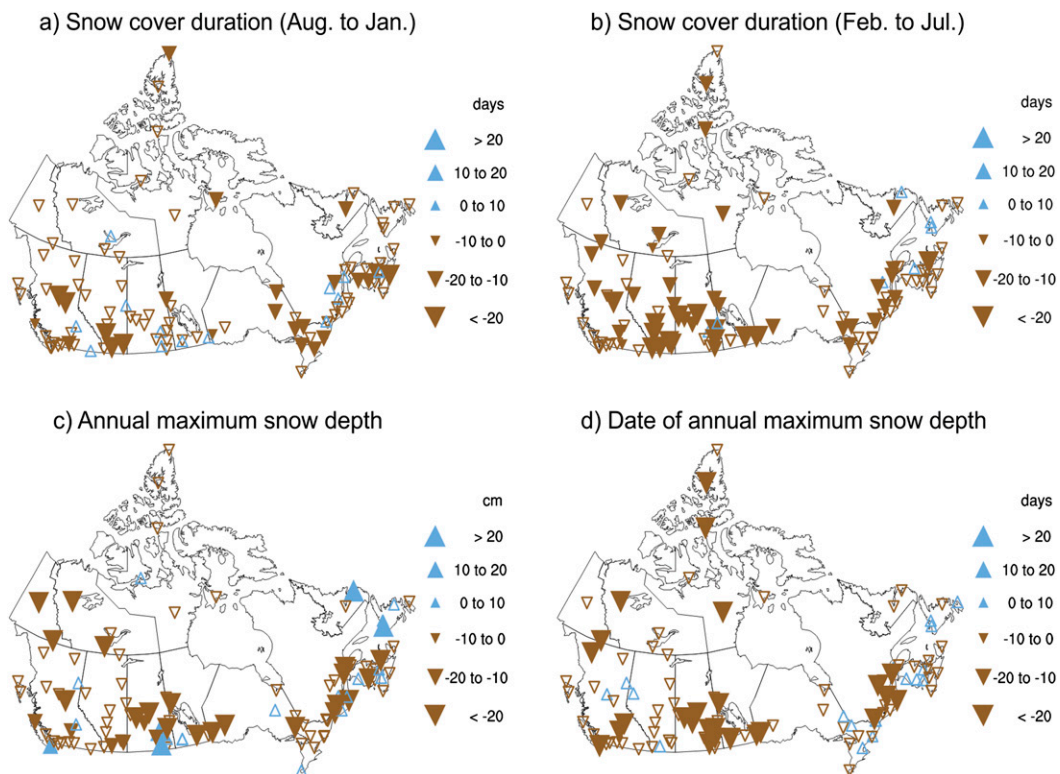 a) Snow cover duration (Aug. to Jan.)
days
> 20
10 to 20
0 to 10
-10 to 0
-20 to -10
< -20
b) Snow cover duration (Feb. to Jul.)
days
> 20
10 to 20
0 to 10
-10 to 0
-20 to -10
< -20
c) Annual maximum snow depth
cm
> 20
10 to 20
0 to 10
-10 to 0
-20 to -10
< -20
d) Date of annual maximum snow depth
days
> 20
10 to 20
0 to 10
-10 to 0
-20 to -10
< -20